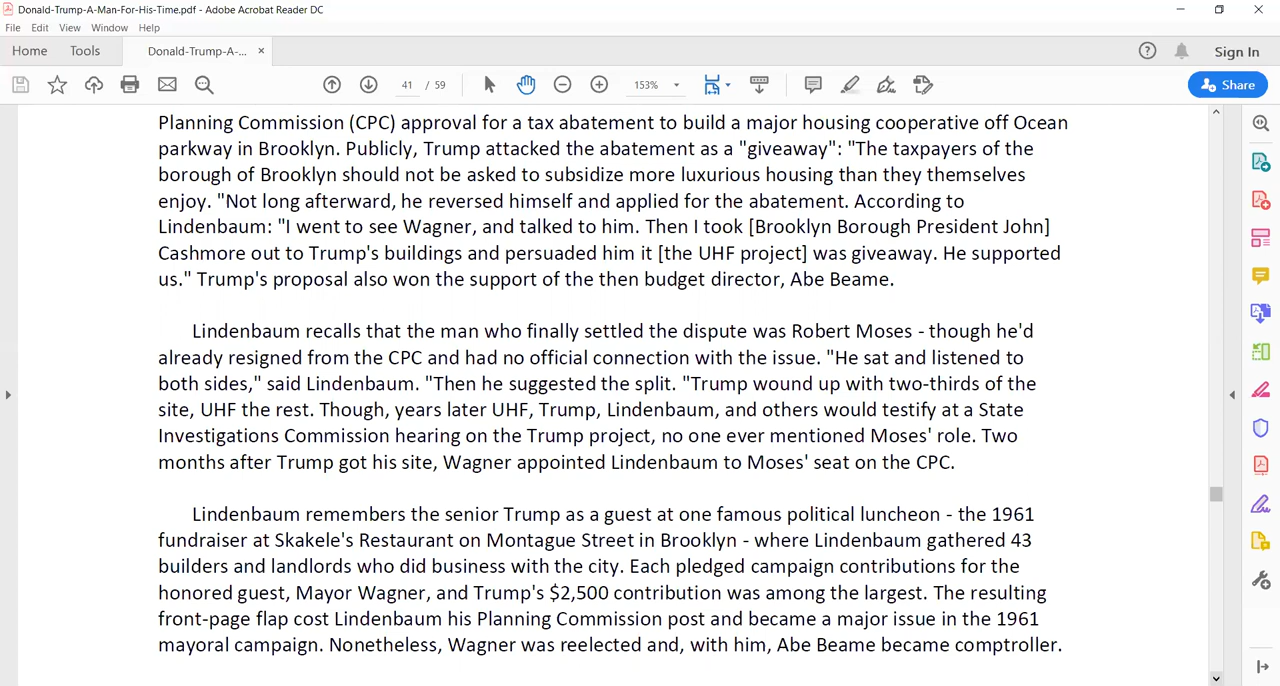 Donald-Trump-A-Man-For-His-Time.pdf - Adobe Acrobat Reader DC
File Edit View Window Help
Home Tools Donald-Trump-A-... × Sign In
41 / 59 153% Share
Planning Commission (CPC) approval for a tax abatement to build a major housing cooperative off Ocean
parkway in Brooklyn. Publicly, Trump attacked the abatement as a "giveaway": "The taxpayers of the
borough of Brooklyn should not be asked to subsidize more luxurious housing than they themselves
enjoy. "Not long afterward, he reversed himself and applied for the abatement. According to
Lindenbaum: "I went to see Wagner, and talked to him. Then I took [Brooklyn Borough President John]
Cashmore out to Trump's buildings and persuaded him it [the UHF project] was giveaway. He supported
us." Trump's proposal also won the support of the then budget director, Abe Beame.
Lindenbaum recalls that the man who finally settled the dispute was Robert Moses - though he'd
already resigned from the CPC and had no official connection with the issue. "He sat and listened to
both sides," said Lindenbaum. "Then he suggested the split. "Trump wound up with two-thirds of the
site, UHF the rest. Though, years later UHF, Trump, Lindenbaum, and others would testify at a State
Investigations Commission hearing on the Trump project, no one ever mentioned Moses' role. Two
months after Trump got his site, Wagner appointed Lindenbaum to Moses' seat on the CPC.
Lindenbaum remembers the senior Trump as a guest at one famous political luncheon - the 1961
fundraiser at Skakele's Restaurant on Montague Street in Brooklyn - where Lindenbaum gathered 43
builders and landlords who did business with the city. Each pledged campaign contributions for the
honored guest, Mayor Wagner, and Trump's $2,500 contribution was among the largest. The resulting
front-page flap cost Lindenbaum his Planning Commission post and became a major issue in the 1961
mayoral campaign. Nonetheless, Wagner was reelected and, with him, Abe Beame became comptroller.